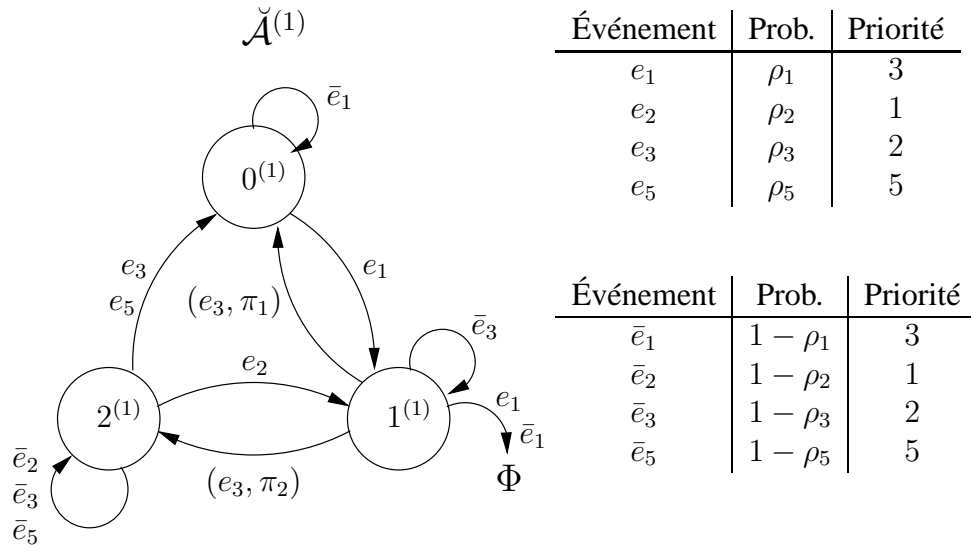 𝒜̆⁽¹⁾
ē₁
0⁽¹⁾
e₃
e₅
(e₃, π₁)
e₁
ē₃
e₂
2⁽¹⁾
1⁽¹⁾
e₁
ē₁
Φ
(e₃, π₂)
ē₂
ē₃
ē₅
Événement Prob. Priorité
e₁ ρ₁ 3
e₂ ρ₂ 1
e₃ ρ₃ 2
e₅ ρ₅ 5
Événement Prob. Priorité
ē₁ 1 − ρ₁ 3
ē₂ 1 − ρ₂ 1
ē₃ 1 − ρ₃ 2
ē₅ 1 − ρ₅ 5